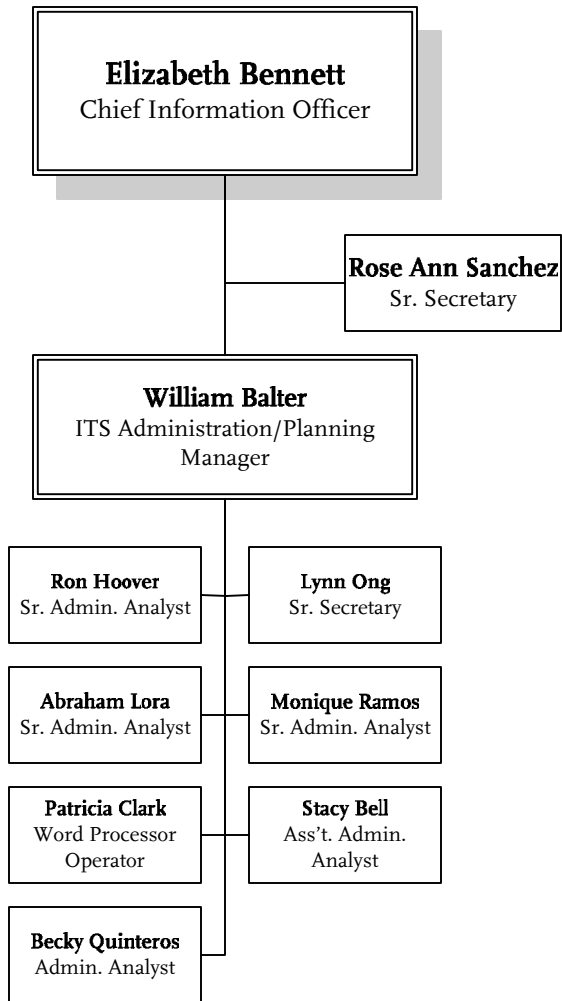 Elizabeth Bennett
Chief Information Officer
Rose Ann Sanchez
Sr. Secretary
William Balter
ITS Administration/Planning
Manager
Ron Hoover
Sr. Admin. Analyst
Lynn Ong
Sr. Secretary
Abraham Lora
Sr. Admin. Analyst
Monique Ramos
Sr. Admin. Analyst
Patricia Clark
Word Processor
Operator
Stacy Bell
Ass't. Admin.
Analyst
Becky Quinteros
Admin. Analyst